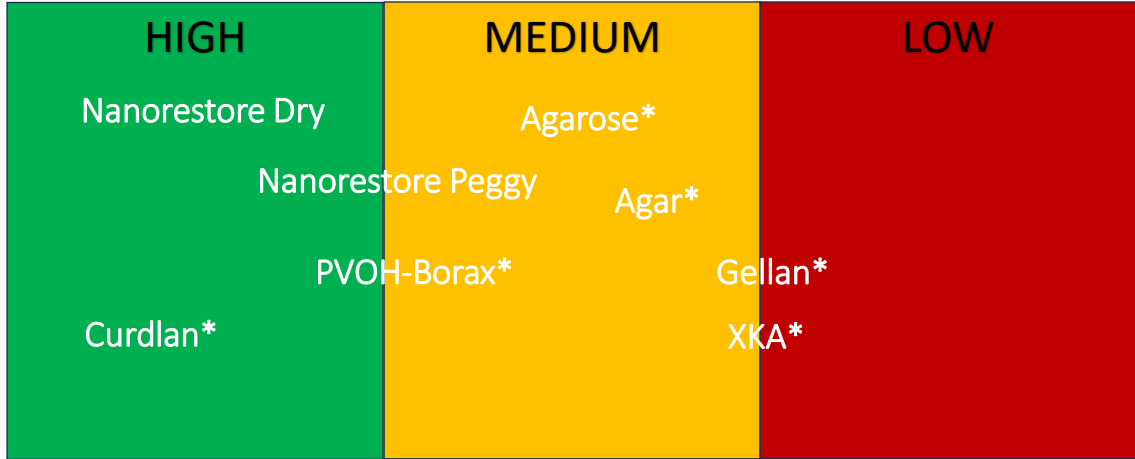 HIGH
MEDIUM
LOW
Nanorestore Dry
Agarose*
Nanorestore Peggy
Agar*
PVOH-Borax*
Gellan*
Curdlan*
XKA*